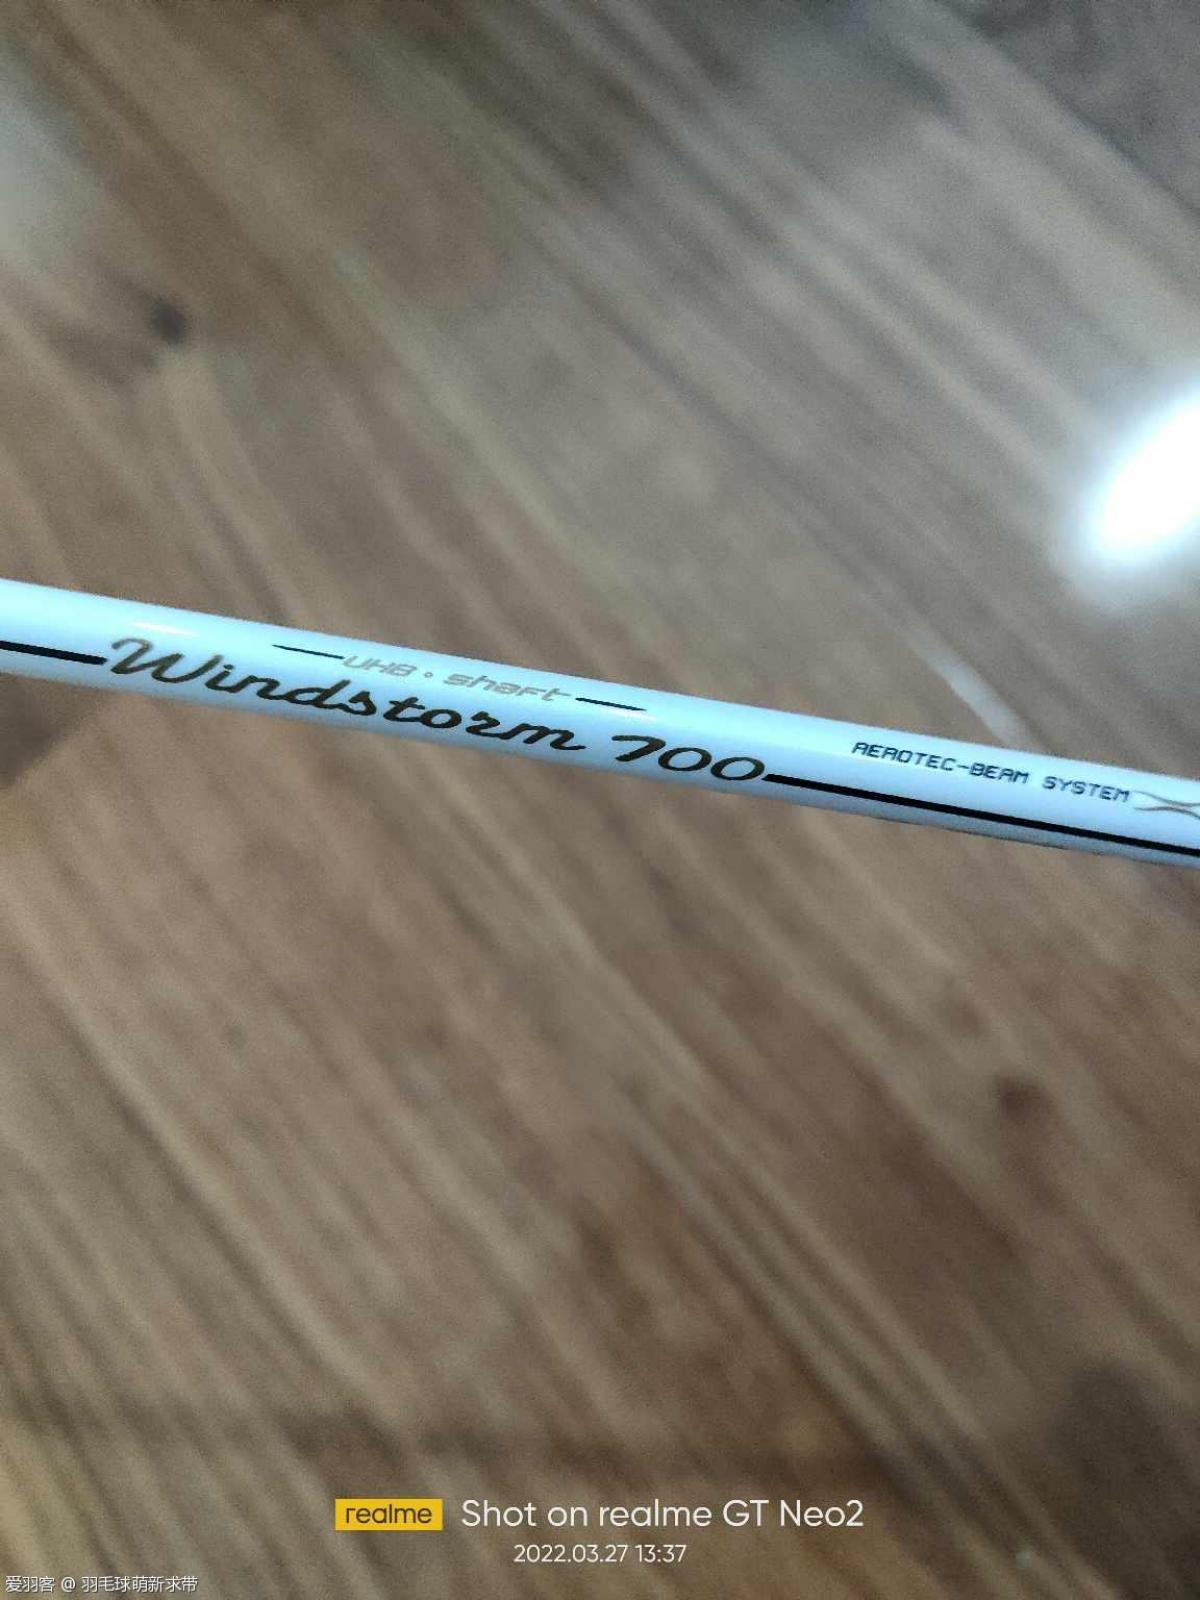 UHB · shaft
Windstorm 700
AEROTEC-BEAM SYSTEM
realme Shot on realme GT Neo2
2022.03.27 13:37
爱羽客 @ 羽毛球萌新求带